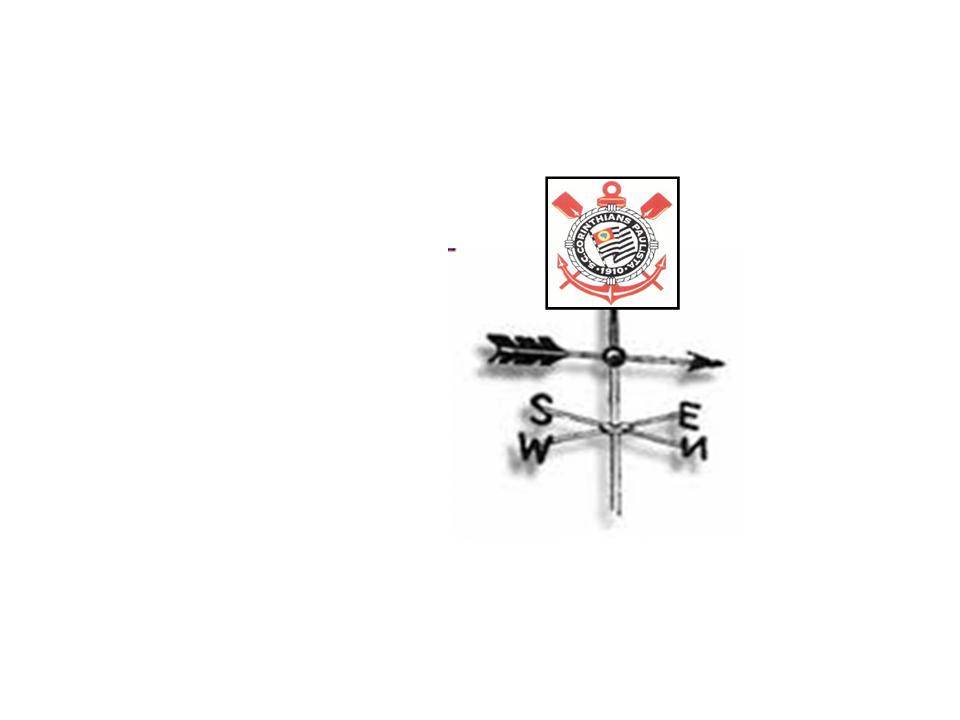 S.C. CORINTHIANS PAULISTA
· 1910 ·
S E
W N